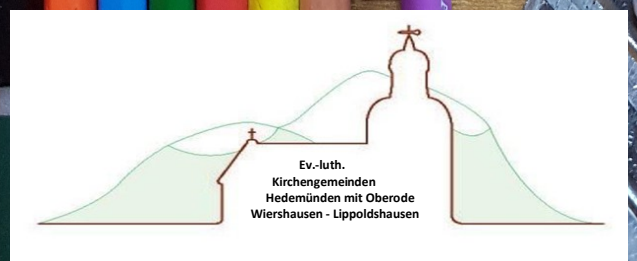 Ev.-luth.
Kirchengemeinden
Hedemünden mit Oberode
Wiershausen - Lippoldshausen